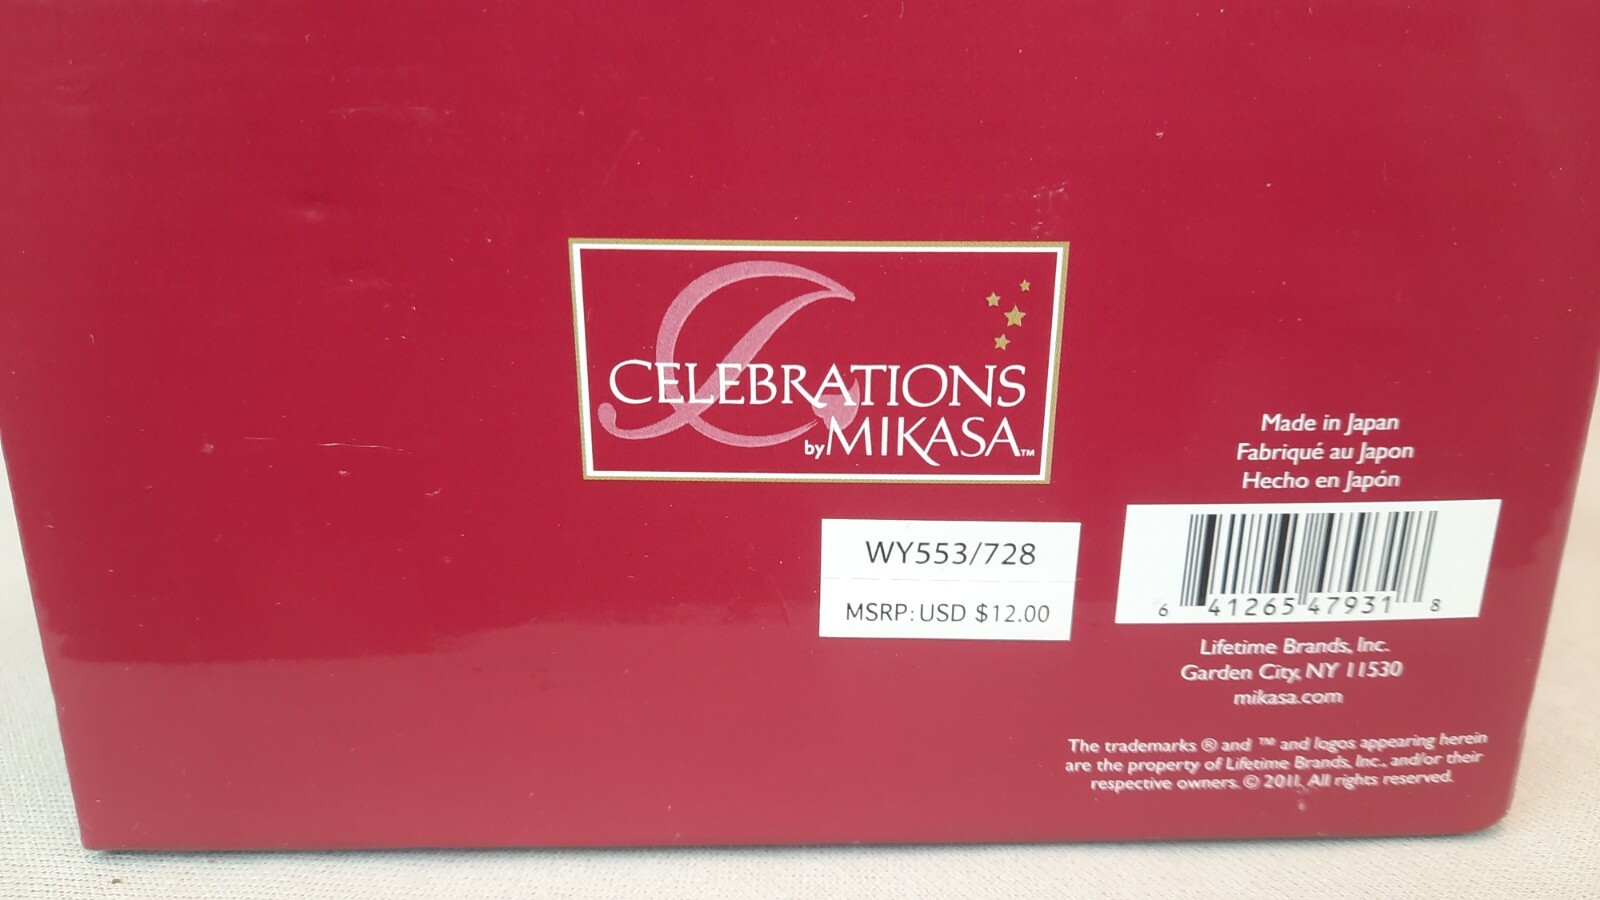 CELEBRATIONS
by MIKASA™
WY553/728
MSRP: USD $12.00
Made in Japan
Fabriqué au Japon
Hecho en Japón
6 41265 47931 8
Lifetime Brands, Inc.
Garden City, NY 11530
mikasa.com
The trademarks ® and ™ and logos appearing herein
are the property of Lifetime Brands, Inc., and/or their
respective owners. © 2011. All rights reserved.